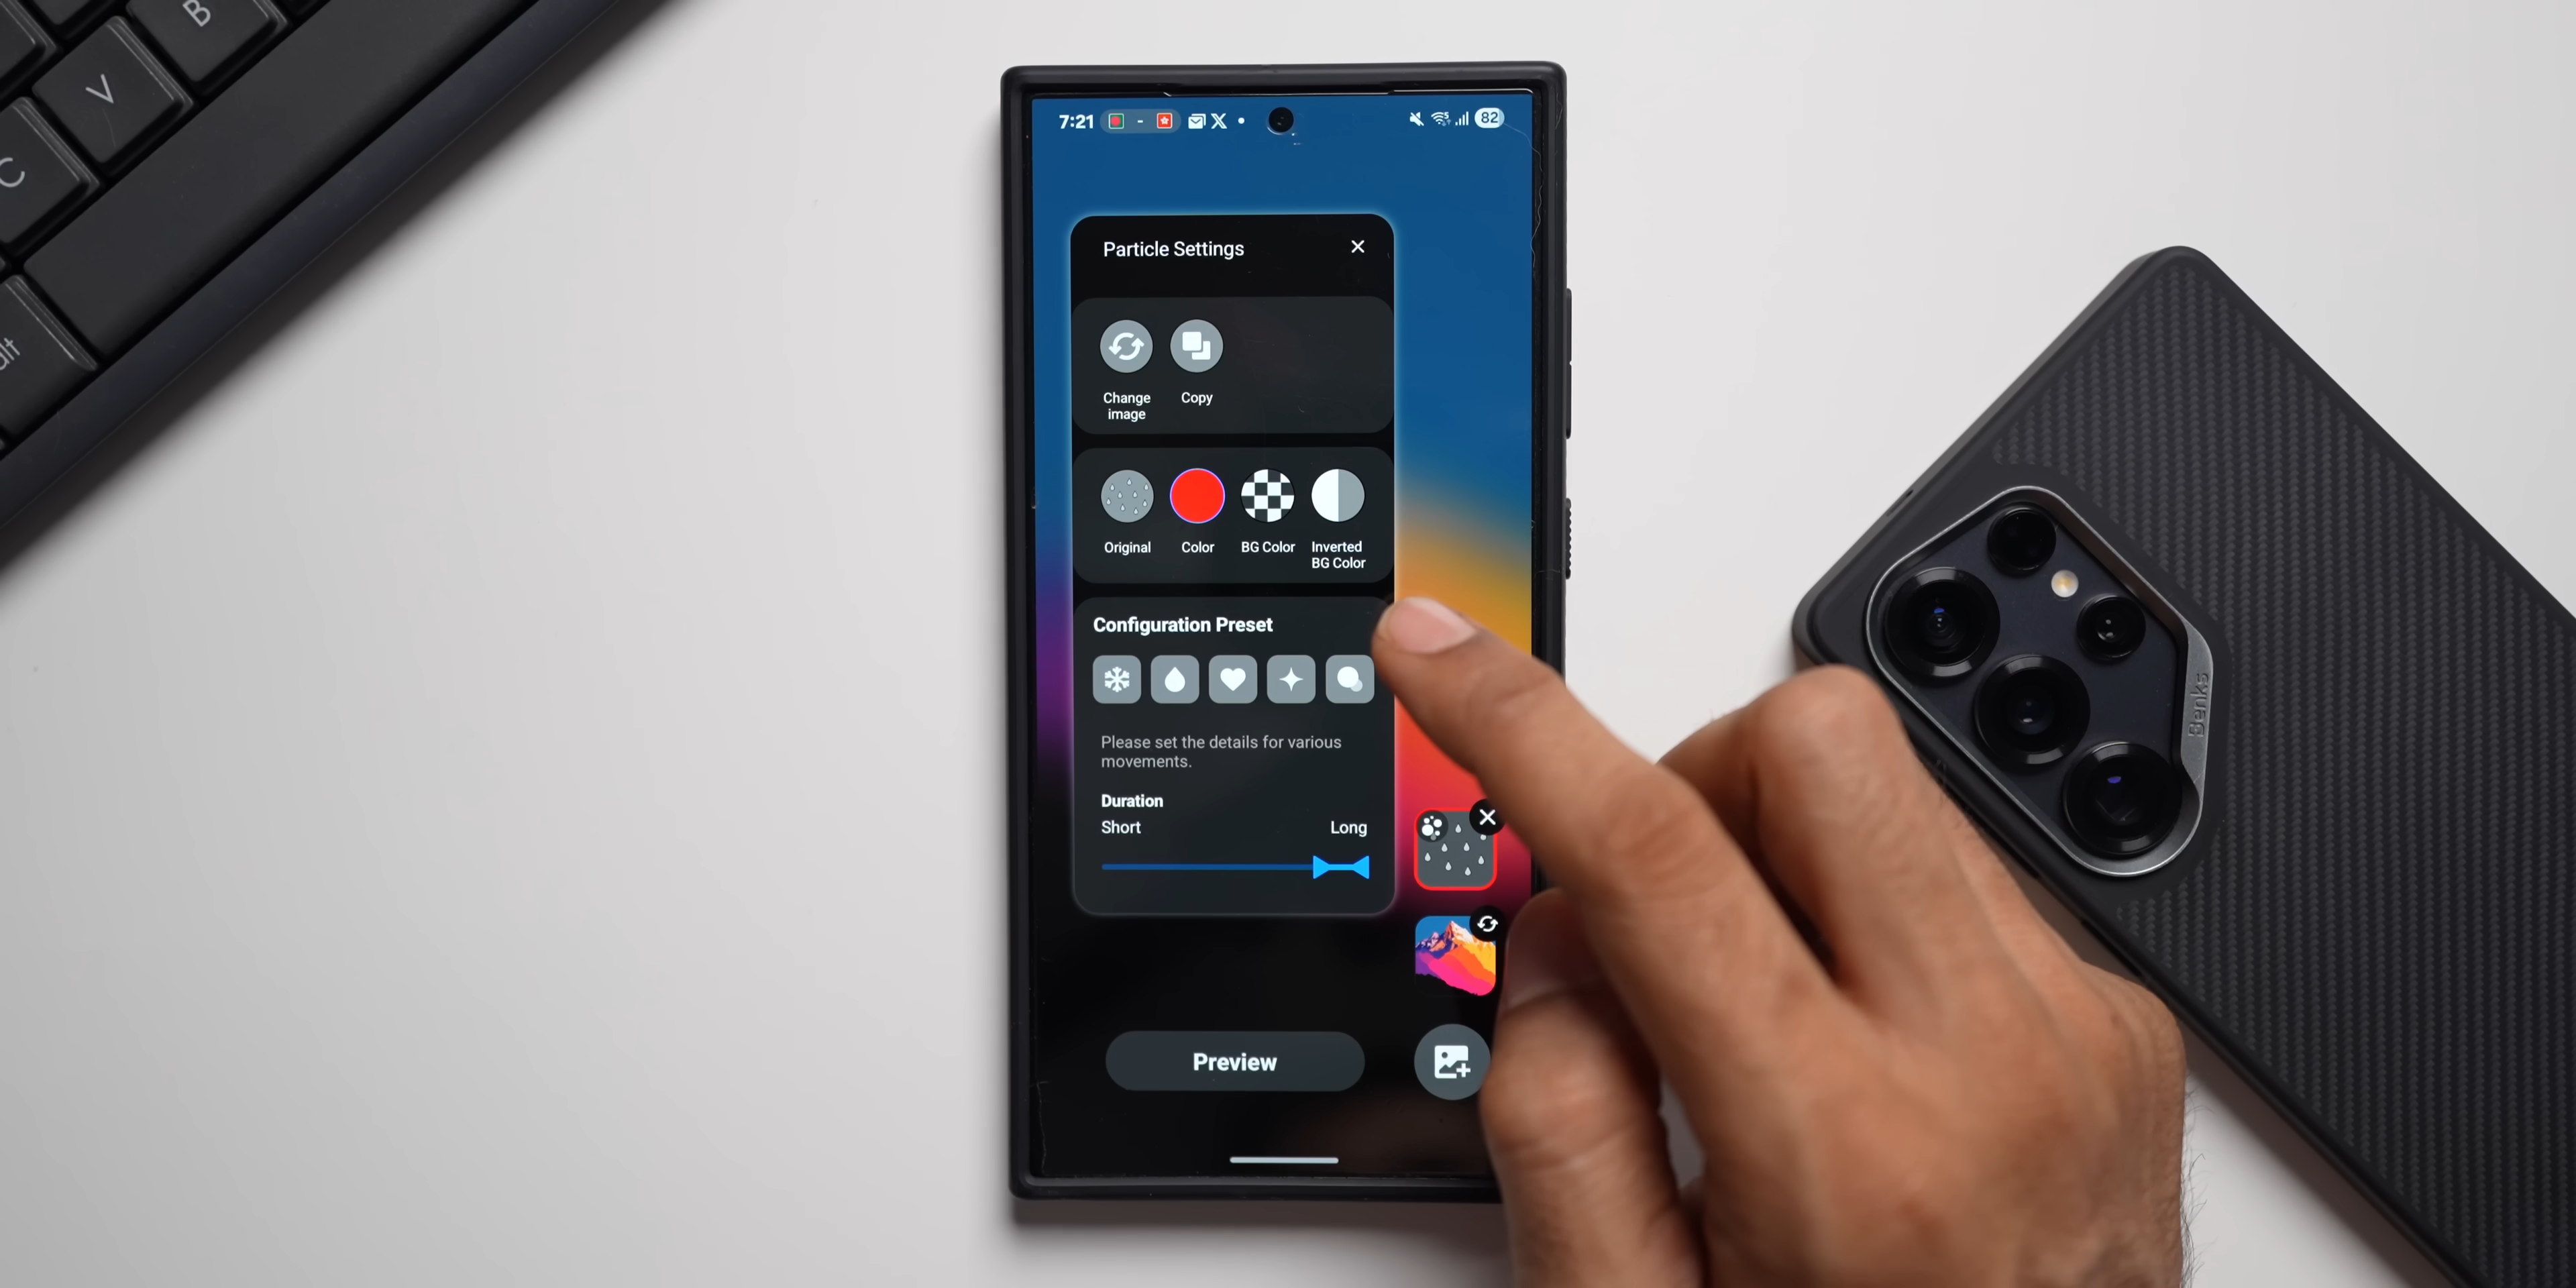 B
V
C
alt
7:21
82
Particle Settings
Change
image
Copy
Original
Color
BG Color
Inverted
BG Color
Configuration Preset
Please set the details for various
movements.
Duration
Short
Long
Preview
Benks